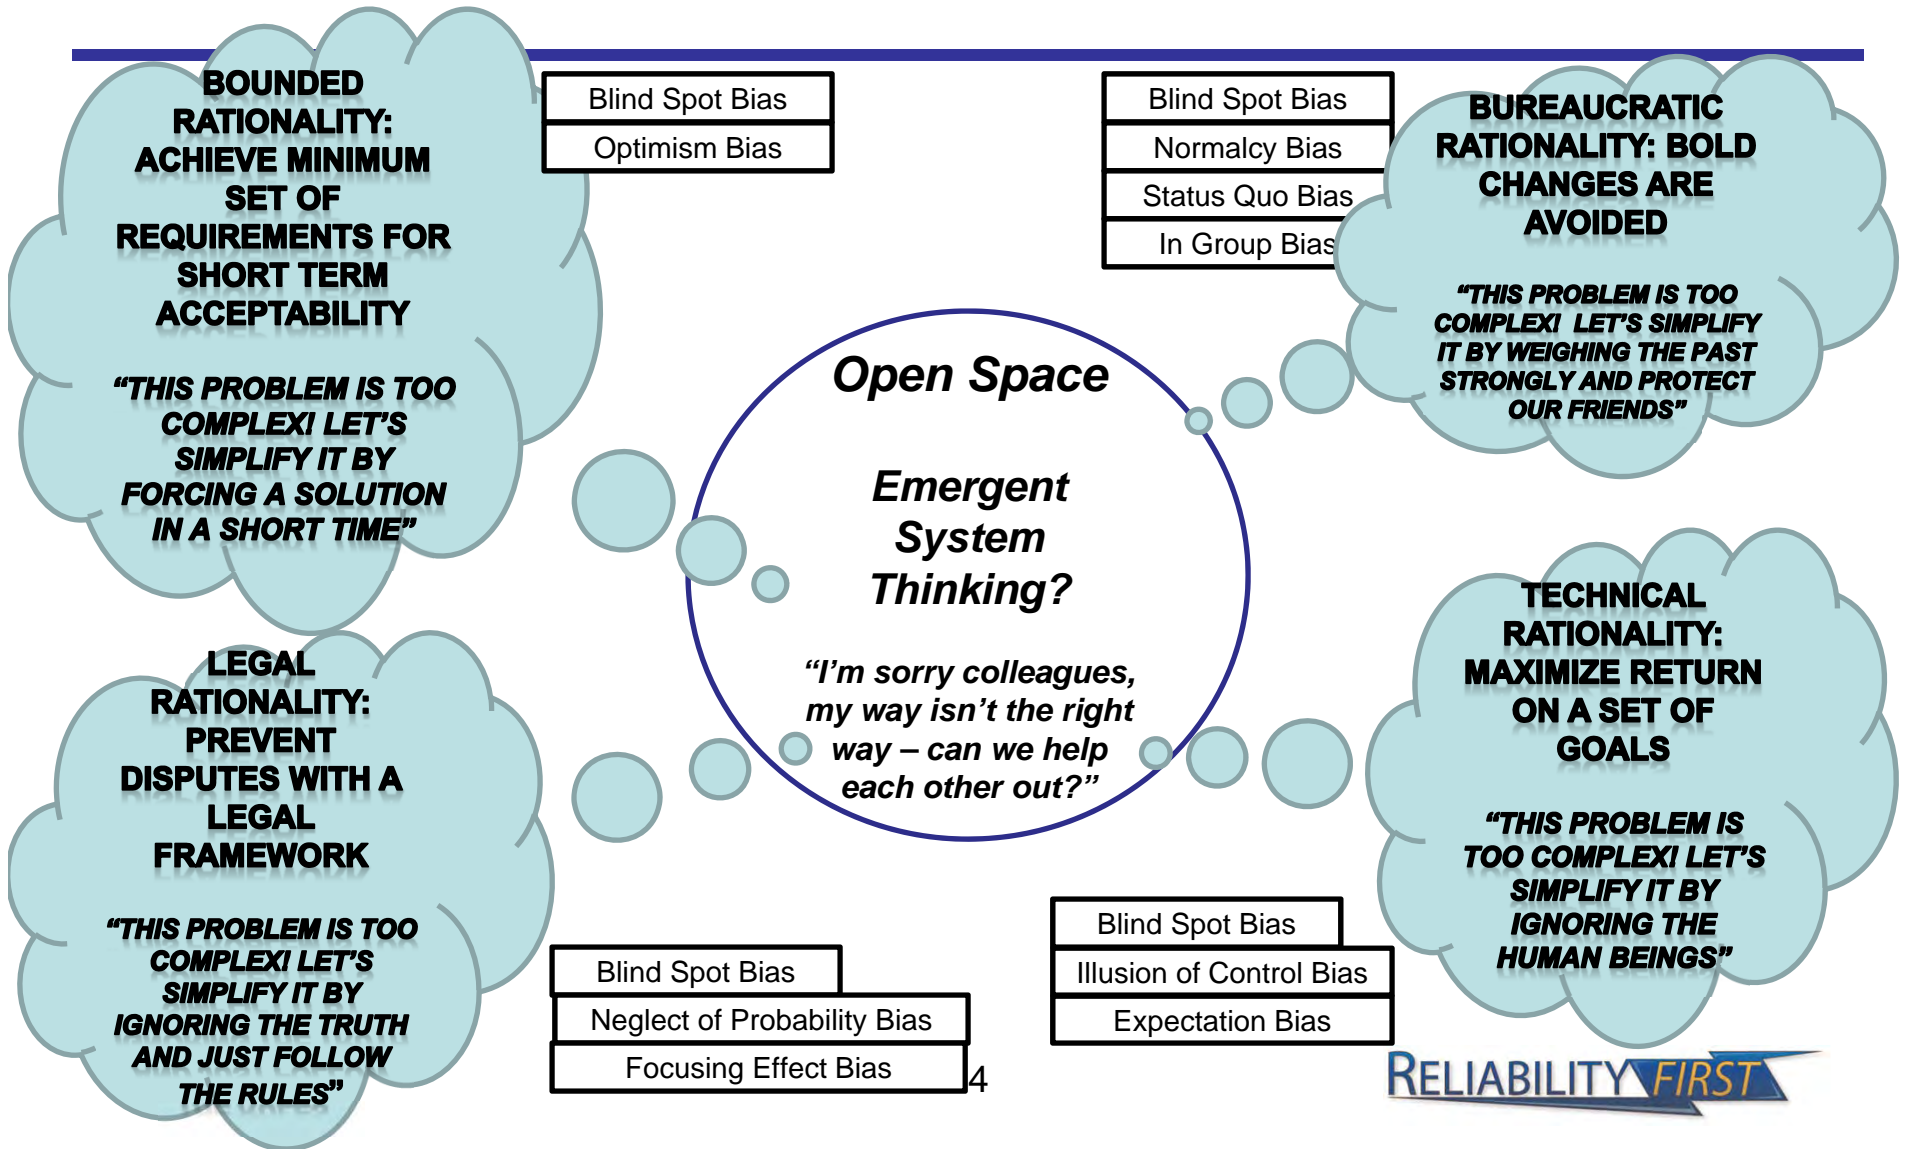 BOUNDED
RATIONALITY:
ACHIEVE MINIMUM
SET OF
REQUIREMENTS FOR
SHORT TERM
ACCEPTABILITY
“THIS PROBLEM IS TOO
COMPLEX! LET’S
SIMPLIFY IT BY
FORCING A SOLUTION
IN A SHORT TIME”
Blind Spot Bias
Optimism Bias
Blind Spot Bias
Normalcy Bias
Status Quo Bias
In Group Bias
BUREAUCRATIC
RATIONALITY: BOLD
CHANGES ARE
AVOIDED
“THIS PROBLEM IS TOO
COMPLEX!  LET’S SIMPLIFY
IT BY WEIGHING THE PAST
STRONGLY AND PROTECT
OUR FRIENDS”
Open Space
Emergent
System
Thinking?
“I’m sorry colleagues,
my way isn’t the right
way – can we help
each other out?”
LEGAL
RATIONALITY:
PREVENT
DISPUTES WITH A
LEGAL
FRAMEWORK
“THIS PROBLEM IS TOO
COMPLEX! LET’S
SIMPLIFY IT BY
IGNORING THE TRUTH
AND JUST FOLLOW
THE RULES”
Blind Spot Bias
Neglect of Probability Bias
Focusing Effect Bias
TECHNICAL
RATIONALITY:
MAXIMIZE RETURN
ON A SET OF
GOALS
“THIS PROBLEM IS
TOO COMPLEX! LET’S
SIMPLIFY IT BY
IGNORING THE
HUMAN BEINGS”
Blind Spot Bias
Illusion of Control Bias
Expectation Bias
4
RELIABILITY FIRST